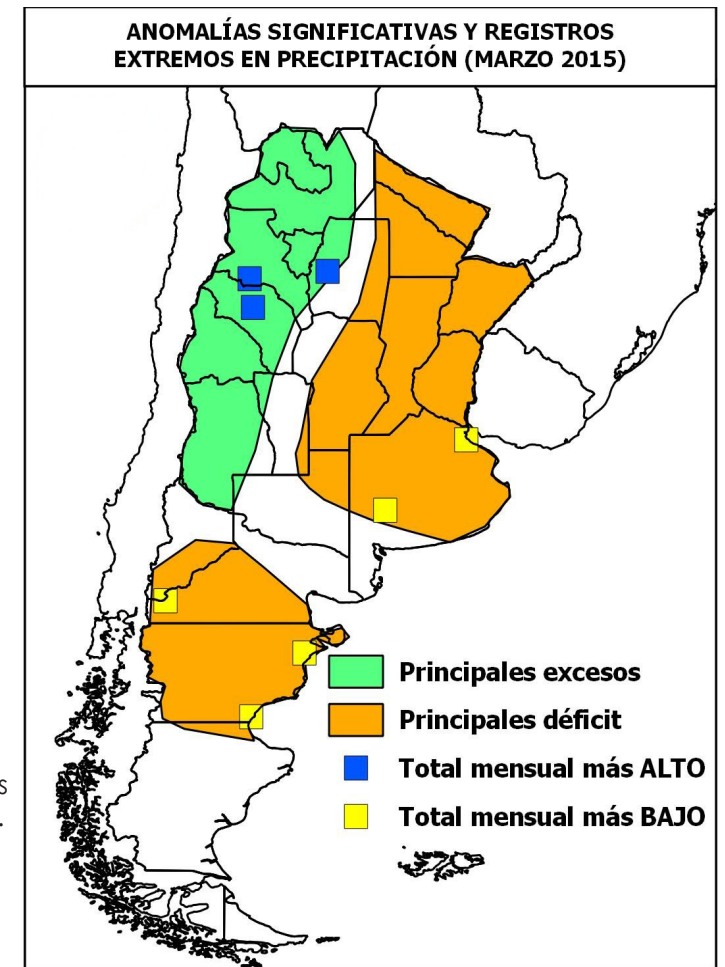 ANOMALÍAS SIGNIFICATIVAS Y REGISTROS
EXTREMOS EN PRECIPITACIÓN (MARZO 2015)
Principales excesos
Principales déficit
Total mensual más ALTO
Total mensual más BAJO